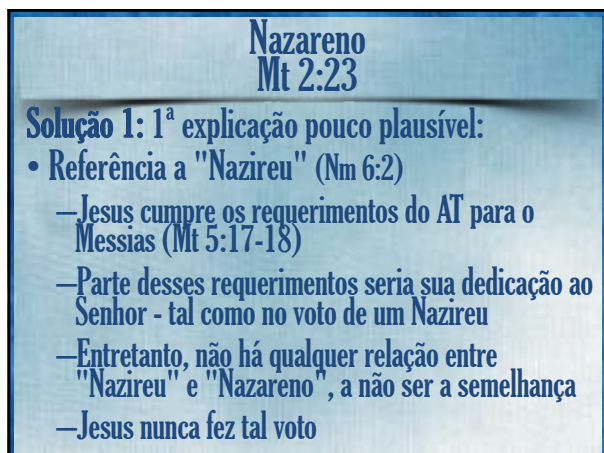 Nazareno
Mt 2:23
Solução 1: 1ª explicação pouco plausível:
• Referência a "Nazireu" (Nm 6:2)
–Jesus cumpre os requerimentos do AT para o
Messias (Mt 5:17-18)
–Parte desses requerimentos seria sua dedicação ao
Senhor - tal como no voto de um Nazireu
–Entretanto, não há qualquer relação entre
"Nazireu" e "Nazareno", a não ser a semelhança
–Jesus nunca fez tal voto